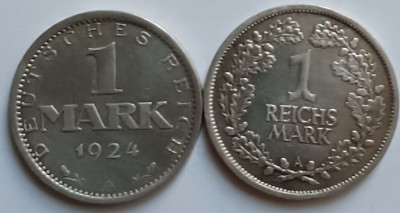 DEUTSCHES REICH
1
MARK
1924
A
1
REICHS
MARK
A